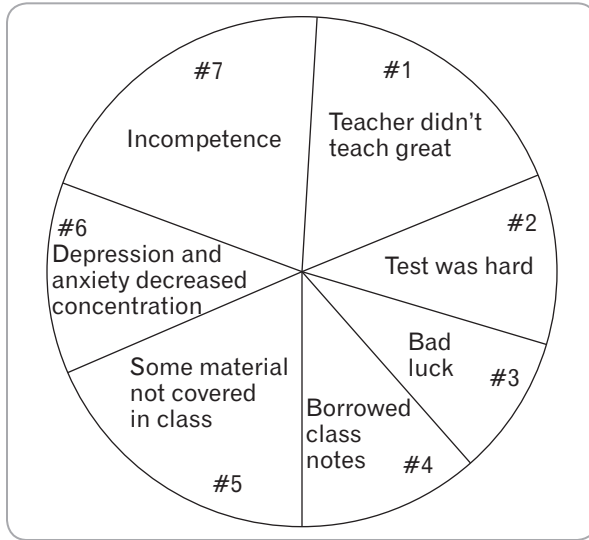 #1
Teacher didn't
teach great
#2
Test was hard
Bad
luck
#3
Borrowed
class
notes
#4
Some material
not covered
in class
#5
#6
Depression and
anxiety decreased
concentration
#7
Incompetence